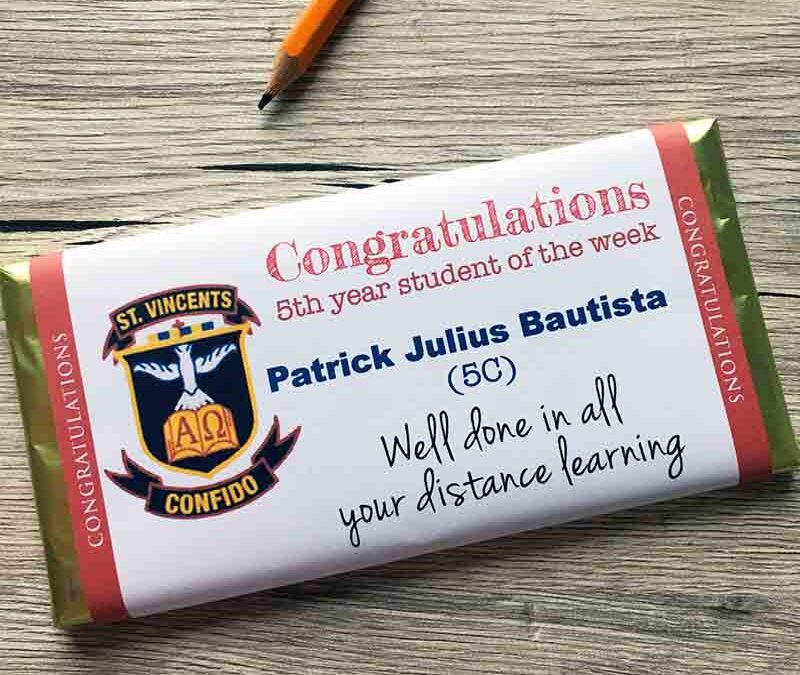 CONGRATULATIONS
ST. VINCENTS
ΑΩ
CONFIDO
Congratulations
5th year student of the week
Patrick Julius Bautista
(5C)
Well done in all
your distance learning
CONGRATULATIONS